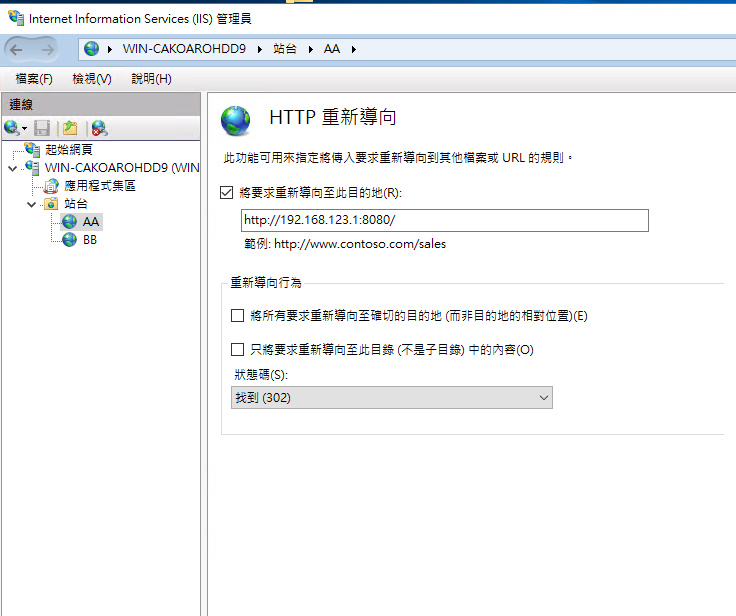 Internet Information Services (IIS) 管理員
WIN-CAKOAROHDD9 站台 AA
檔案(F) 檢視(V) 說明(H)
連線
起始網頁
WIN-CAKOAROHDD9 (WIN
應用程式集區
站台
AA
BB
HTTP 重新導向
此功能可用來指定將傳入要求重新導向到其他檔案或 URL 的規則。
將要求重新導向至此目的地(R):
http://192.168.123.1:8080/
範例: http://www.contoso.com/sales
重新導向行為
將所有要求重新導向至確切的目的地 (而非目的地的相對位置)(E)
只將要求重新導向至此目錄 (不是子目錄) 中的內容(O)
狀態碼(S):
找到 (302)